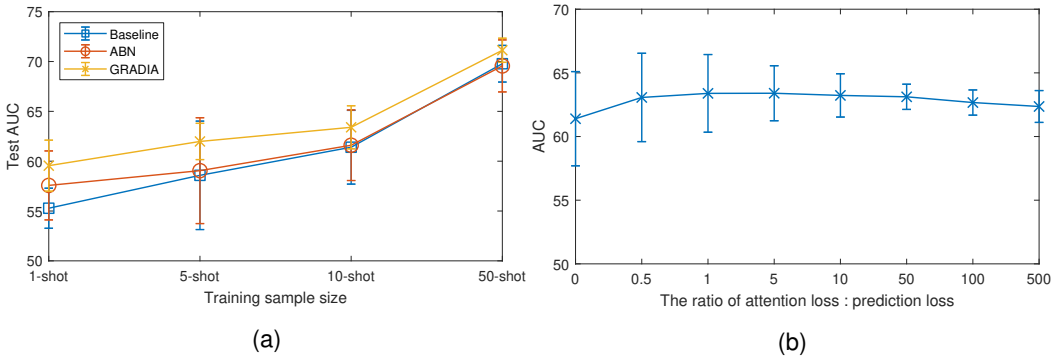 75
70
65
60
55
50
Test AUC
Baseline
ABN
GRADIA
1-shot 5-shot 10-shot 50-shot
Training sample size
(a)
70
65
60
55
50
AUC
0 0.5 1 5 10 50 100 500
The ratio of attention loss : prediction loss
(b)